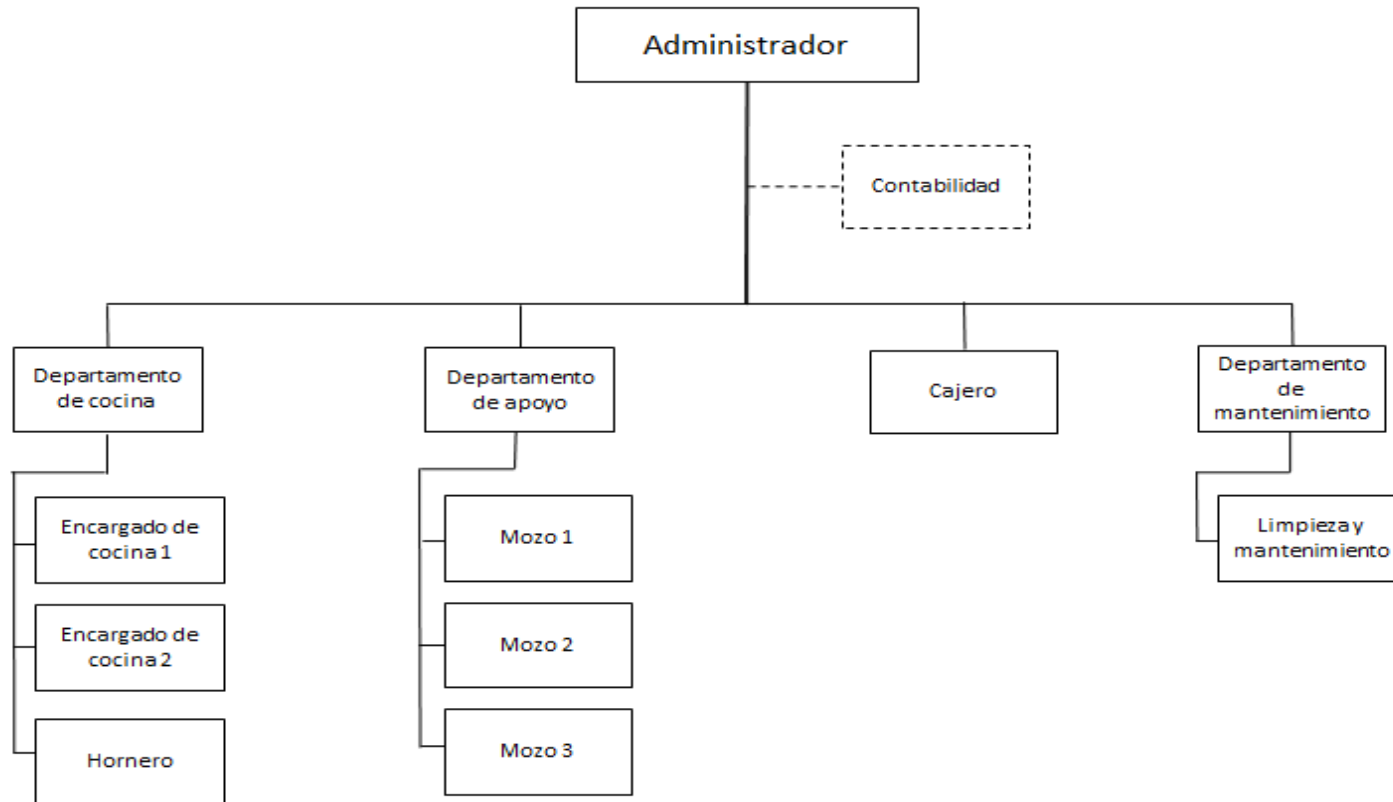 Administrador
Contabilidad
Departamento
de cocina
Departamento
de apoyo
Cajero
Departamento
de
mantenimiento
Encargado de
cocina 1
Encargado de
cocina 2
Hornero
Mozo 1
Mozo 2
Mozo 3
Limpieza y
mantenimiento